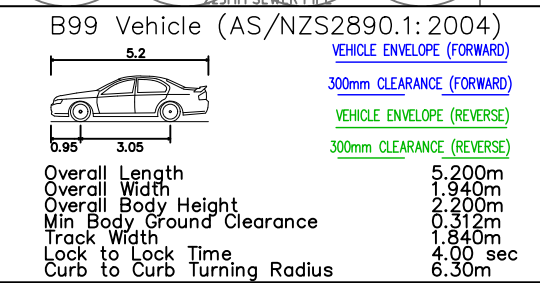 225mm SEWER PIPE
B99 Vehicle (AS/NZS2890.1:2004)
5.2
0.95 3.05
VEHICLE ENVELOPE (FORWARD)
300mm CLEARANCE (FORWARD)
VEHICLE ENVELOPE (REVERSE)
300mm CLEARANCE (REVERSE)
Overall Length 5.200m
Overall Width 1.940m
Overall Body Height 2.200m
Min Body Ground Clearance 0.312m
Track Width 1.840m
Lock to Lock Time 4.00 sec
Curb to Curb Turning Radius 6.30m